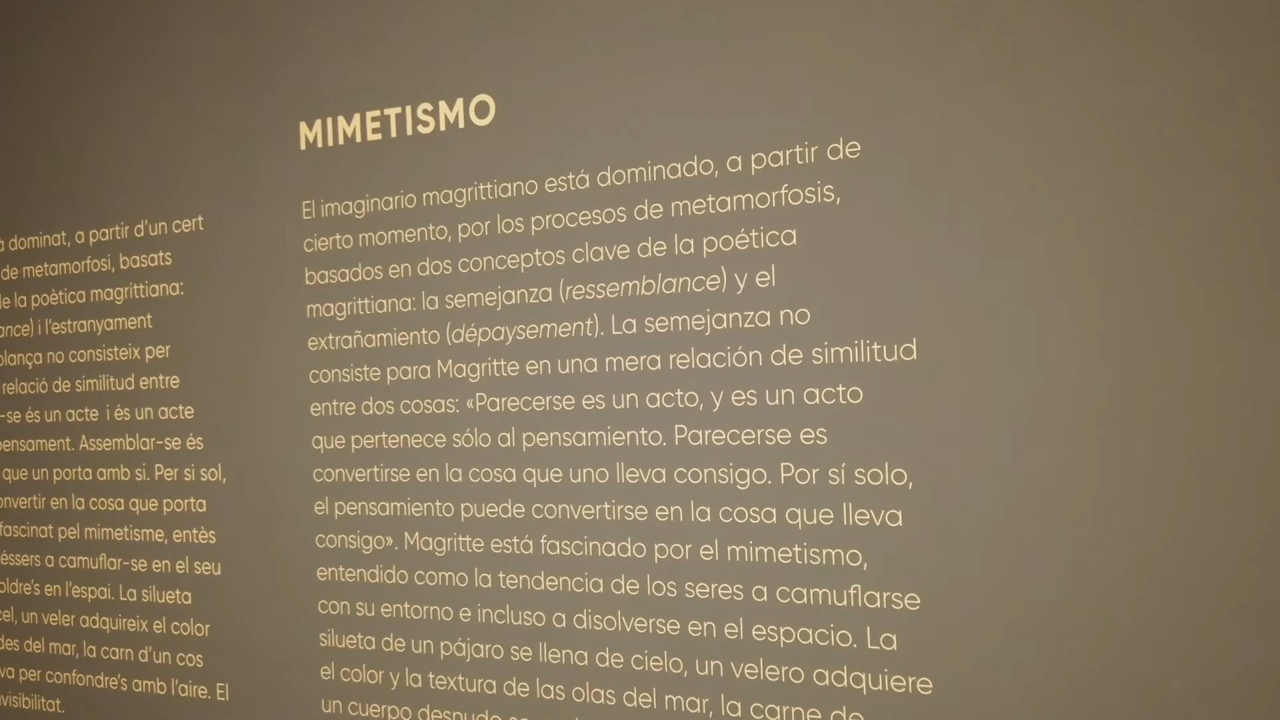 à dominat, a partir d'un cert
de metamorfosi, basats
de la poètica magrittiana:
ance) i l'estranyament
blança no consisteix per
relació de similitud entre
-se és un acte i és un acte
pensament. Assemblar-se és
que un porta amb si. Per si sol,
onvertir en la cosa que porta
fascinat pel mimetisme, entès
éssers a camuflar-se en el seu
oldre's en l'espai. La silueta
cel, un veler adquireix el color
des del mar, la carn d'un cos
va per confondre's amb l'aire. El
nvisibilitat.
MIMETISMO
El imaginario magrittiano está dominado, a partir de
cierto momento, por los procesos de metamorfosis,
basados en dos conceptos clave de la poética
magrittiana: la semejanza (ressemblance) y el
extrañamiento (dépaysement). La semejanza no
consiste para Magritte en una mera relación de similitud
entre dos cosas: «Parecerse es un acto, y es un acto
que pertenece sólo al pensamiento. Parecerse es
convertirse en la cosa que uno lleva consigo. Por sí solo,
el pensamiento puede convertirse en la cosa que lleva
consigo». Magritte está fascinado por el mimetismo,
entendido como la tendencia de los seres a camuflarse
con su entorno e incluso a disolverse en el espacio. La
silueta de un pájaro se llena de cielo, un velero adquiere
el color y la textura de las olas del mar, la carne de
un cuerpo desnudo